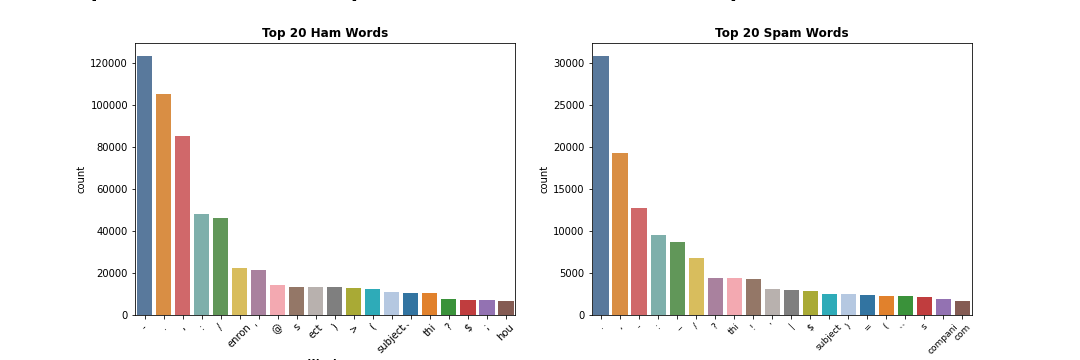 Top 20 Ham Words
120000
100000
80000
60000
40000
20000
0
count
- . , : / enron ' @ s ect ) > ( subject `` thi ? $ ; hou
Top 20 Spam Words
30000
25000
20000
15000
10000
5000
0
count
. , - : _ / ? thi ! ' | $ subject ) = ( `` s compani com